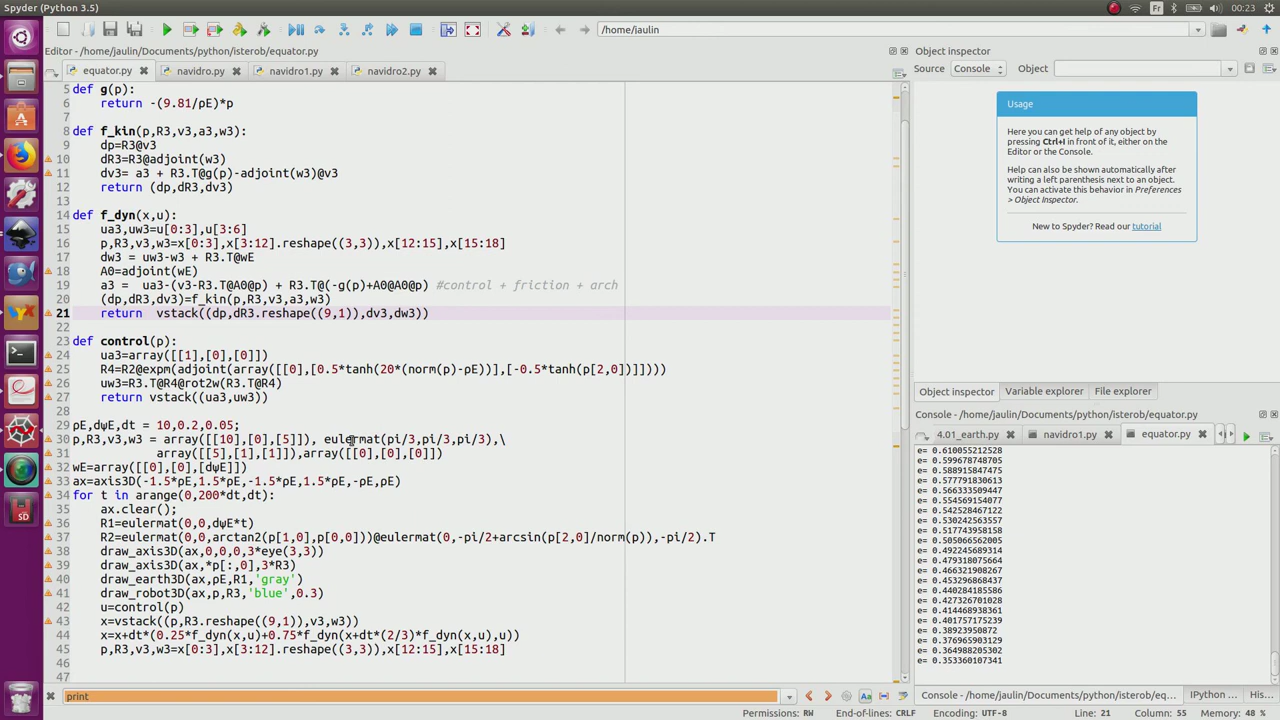 Spyder (Python 3.5)
Fr
00:23
/home/jaulin
Editor - /home/jaulin/Documents/python/isterob/equator.py
equator.py
navidro.py
navidro1.py
navidro2.py
5 def g(p):
6 return -(9.81/ρE)*p
7
8 def f_kin(p,R3,v3,a3,w3):
9 dp=R3@v3
10 dR3=R3@adjoint(w3)
11 dv3= a3 + R3.T@g(p)-adjoint(w3)@v3
12 return (dp,dR3,dv3)
13
14 def f_dyn(x,u):
15 ua3,uw3=u[0:3],u[3:6]
16 p,R3,v3,w3=x[0:3],x[3:12].reshape((3,3)),x[12:15],x[15:18]
17 dw3 = uw3-w3 + R3.T@wE
18 A0=adjoint(wE)
19 a3 = ua3-(v3-R3.T@A0@p) + R3.T@(-g(p)+A0@A0@p) #control + friction + arch
20 (dp,dR3,dv3)=f_kin(p,R3,v3,a3,w3)
21 return vstack((dp,dR3.reshape((9,1)),dv3,dw3))
22
23 def control(p):
24 ua3=array([[1],[0],[0]])
25 R4=R2@expm(adjoint(array([[0],[0.5*tanh(20*(norm(p)-ρE))],[-0.5*tanh(p[2,0])]])))
26 uw3=R3.T@R4@rot2w(R3.T@R4)
27 return vstack((ua3,uw3))
28
29 ρE,dψE,dt = 10,0.2,0.05;
30 p,R3,v3,w3 = array([[10],[0],[5]]), eulermat(pi/3,pi/3,pi/3),\
31 array([[5],[1],[1]]),array([[0],[0],[0]])
32 wE=array([[0],[0],[dψE]])
33 ax=axis3D(-1.5*ρE,1.5*ρE,-1.5*ρE,1.5*ρE,-ρE,ρE)
34 for t in arange(0,200*dt,dt):
35 ax.clear();
36 R1=eulermat(0,0,dψE*t)
37 R2=eulermat(0,0,arctan2(p[1,0],p[0,0]))@eulermat(0,-pi/2+arcsin(p[2,0]/norm(p)),-pi/2).T
38 draw_axis3D(ax,0,0,0,3*eye(3,3))
39 draw_axis3D(ax,*p[:,0],3*R3)
40 draw_earth3D(ax,ρE,R1,'gray')
41 draw_robot3D(ax,p,R3,'blue',0.3)
42 u=control(p)
43 x=vstack((p,R3.reshape((9,1)),v3,w3))
44 x=x+dt*(0.25*f_dyn(x,u)+0.75*f_dyn(x+dt*(2/3)*f_dyn(x,u),u))
45 p,R3,v3,w3=x[0:3],x[3:12].reshape((3,3)),x[12:15],x[15:18]
46
47
print
Aa
Object inspector
Source
Console
Object
Usage
Here you can get help of any object by
pressing Ctrl+I in front of it, either on the
Editor or the Console.
Help can also be shown automatically after
writing a left parenthesis next to an object.
You can activate this behavior in Preferences
> Object Inspector.
New to Spyder? Read our tutorial
Object inspector
Variable explorer
File explorer
Console - /home/jaulin/Documents/python/isterob/equator.py
4.01_earth.py
navidro1.py
equator.py
e= 0.610055212528
e= 0.599678748705
e= 0.588915847475
e= 0.577791830613
e= 0.566333509447
e= 0.554569154077
e= 0.542528467122
e= 0.530242563557
e= 0.517743958158
e= 0.505066562005
e= 0.492245689314
e= 0.479318075664
e= 0.466321908267
e= 0.453296868437
e= 0.440284185586
e= 0.427326701028
e= 0.414468938361
e= 0.401757175239
e= 0.38923950872
e= 0.376965903129
e= 0.364988205302
e= 0.353360107341
Console - /home/jaulin/Documents/python/isterob/eq...
IPython ...
His...
Permissions: RW
End-of-lines: CRLF
Encoding: UTF-8
Line: 21
Column: 55
Memory: 48 %